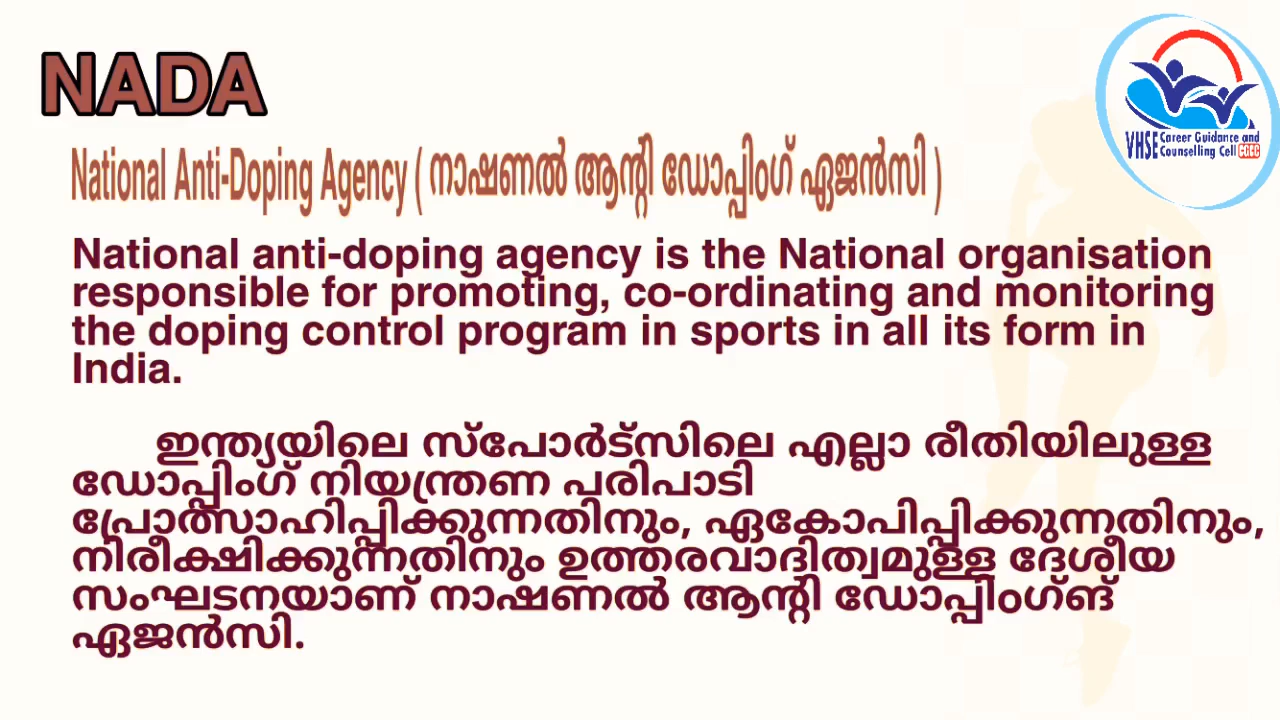 NADA
National Anti-Doping Agency ( നാഷണൽ ആന്റി ഡോപ്പിoഗ് ഏജൻസി )
National anti-doping agency is the National organisation
responsible for promoting, co-ordinating and monitoring
the doping control program in sports in all its form in
India.
ഇന്ത്യയിലെ സ്പോർട്സിലെ എല്ലാ രീതിയിലുള്ള
ഡോപ്പിംഗ് നിയന്ത്രണ പരിപാടി
പ്രോത്സാഹിപ്പിക്കുന്നതിനും, ഏകോപിപ്പിക്കുന്നതിനും,
നിരീക്ഷിക്കുന്നതിനും ഉത്തരവാദിത്വമുള്ള ദേശീയ
സംഘടനയാണ് നാഷണൽ ആന്റി ഡോപ്പിoഗ്ങ്
ഏജൻസി.
VHSE Career Guidance and
Counselling Cell CGCC